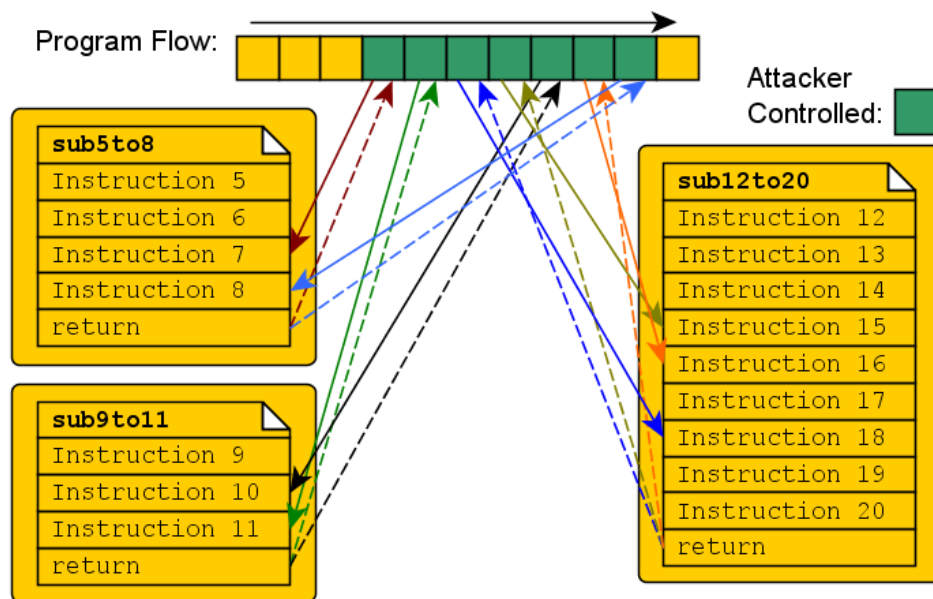 Program Flow:
Attacker
Controlled:
sub5to8
Instruction 5
Instruction 6
Instruction 7
Instruction 8
return
sub9to11
Instruction 9
Instruction 10
Instruction 11
return
sub12to20
Instruction 12
Instruction 13
Instruction 14
Instruction 15
Instruction 16
Instruction 17
Instruction 18
Instruction 19
Instruction 20
return